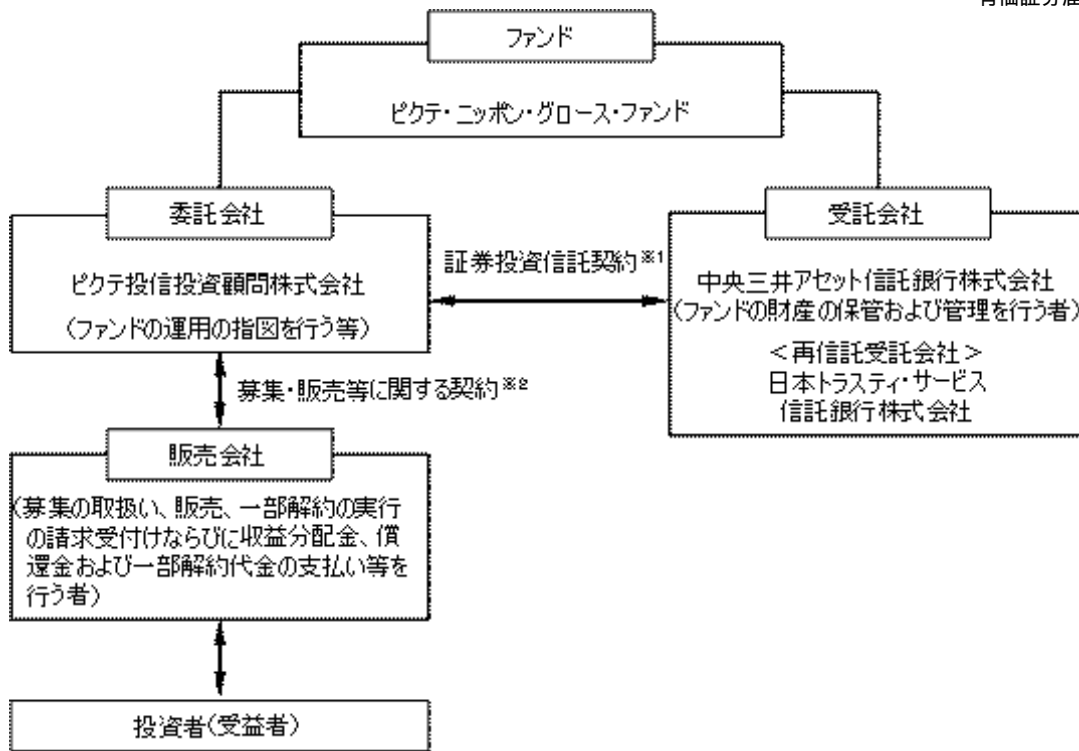 ファンド
ピクテ・ニッポン・グロース・ファンド
委託会社
ピクテ投信投資顧問株式会社
(ファンドの運用の指図を行う等)
証券投資信託契約※1
受託会社
中央三井アセット信託銀行株式会社
(ファンドの財産の保管および管理を行う者)
<再信託受託会社>
日本トラスティ・サービス
信託銀行株式会社
募集・販売等に関する契約※2
販売会社
(募集の取扱い、販売、一部解約の実行
の請求受付けならびに収益分配金、償
還金および一部解約代金の支払い等を
行う者)
投資者(受益者)